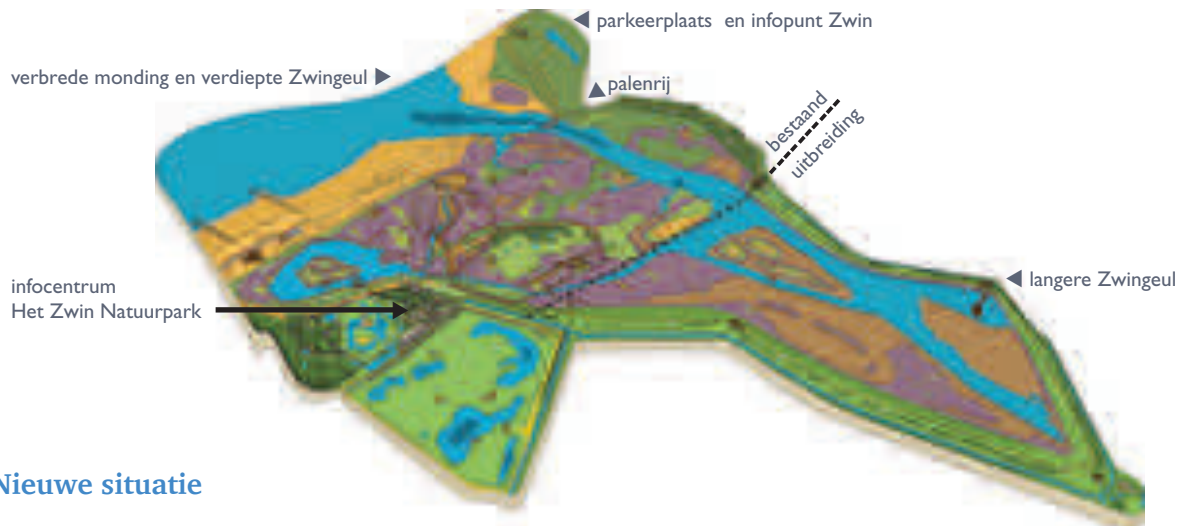 parkeerplaats en infopunt Zwin
verbrede monding en verdiepte Zwingeul
palenrij
bestaand
uitbreiding
langere Zwingeul
infocentrum
Het Zwin Natuurpark
Nieuwe situatie